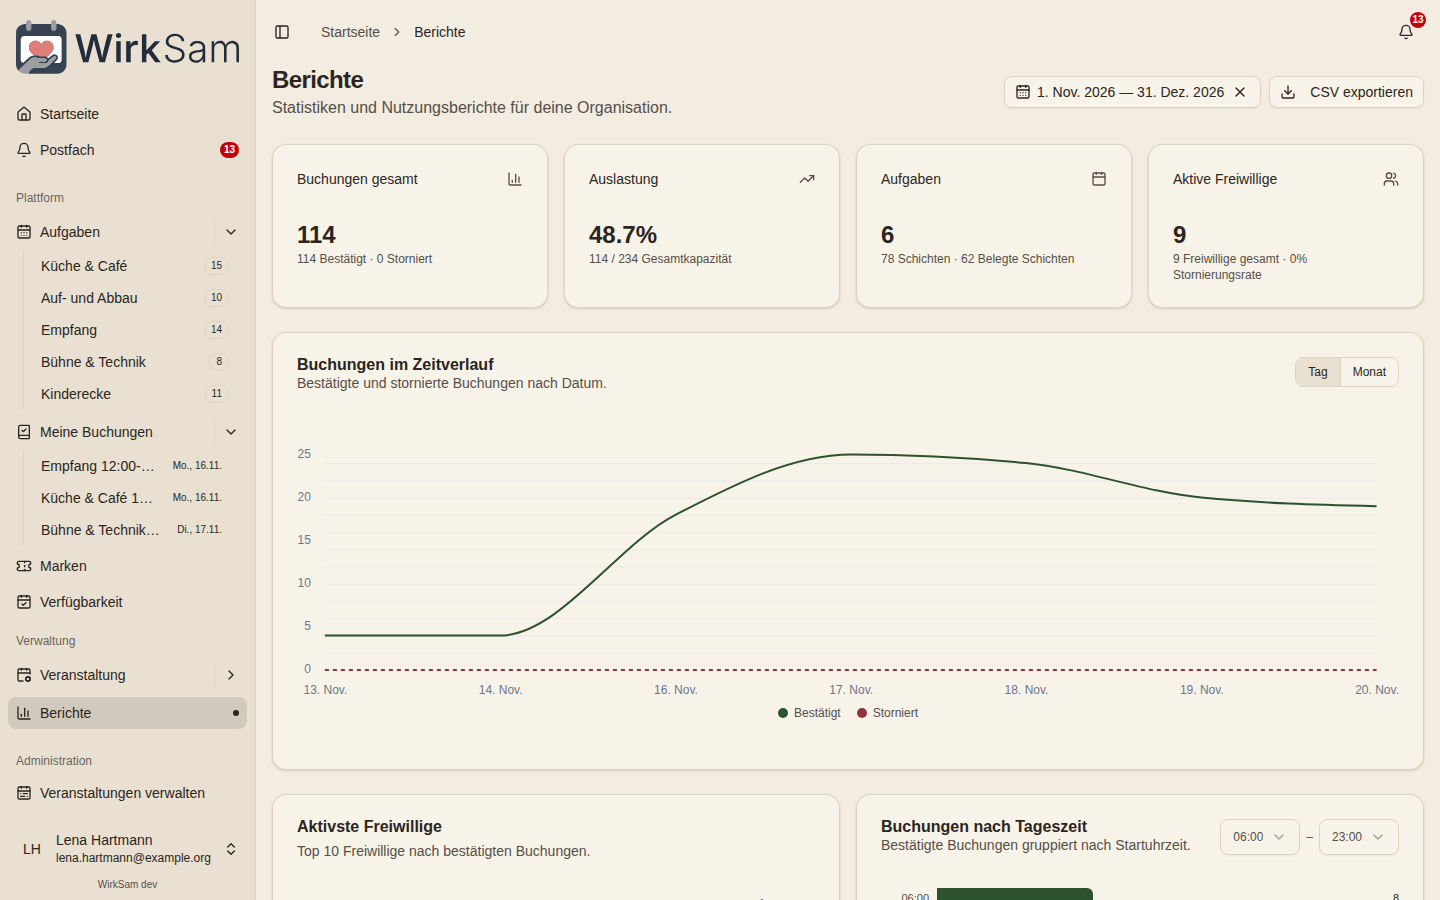 WirkSam
Startseite
Postfach 13
Plattform
Aufgaben
Küche & Café 15
Auf- und Abbau 10
Empfang 14
Bühne & Technik 8
Kinderecke 11
Meine Buchungen
Empfang 12:00-… Mo., 16.11.
Küche & Café 1… Mo., 16.11.
Bühne & Technik… Di., 17.11.
Marken
Verfügbarkeit
Verwaltung
Veranstaltung
Berichte
Administration
Veranstaltungen verwalten
LH
Lena Hartmann
lena.hartmann@example.org
WirkSam dev
Startseite Berichte
13
Berichte
Statistiken und Nutzungsberichte für deine Organisation.
1. Nov. 2026 — 31. Dez. 2026
CSV exportieren
Buchungen gesamt
114
114 Bestätigt · 0 Storniert
Auslastung
48.7%
114 / 234 Gesamtkapazität
Aufgaben
6
78 Schichten · 62 Belegte Schichten
Aktive Freiwillige
9
9 Freiwillige gesamt · 0%
Stornierungsrate
Buchungen im Zeitverlauf
Bestätigte und stornierte Buchungen nach Datum.
Tag Monat
25
20
15
10
5
0
13. Nov. 14. Nov. 16. Nov. 17. Nov. 18. Nov. 19. Nov. 20. Nov.
Bestätigt Storniert
Aktivste Freiwillige
Top 10 Freiwillige nach bestätigten Buchungen.
Buchungen nach Tageszeit
Bestätigte Buchungen gruppiert nach Startuhrzeit.
06:00 – 23:00
06:00 8